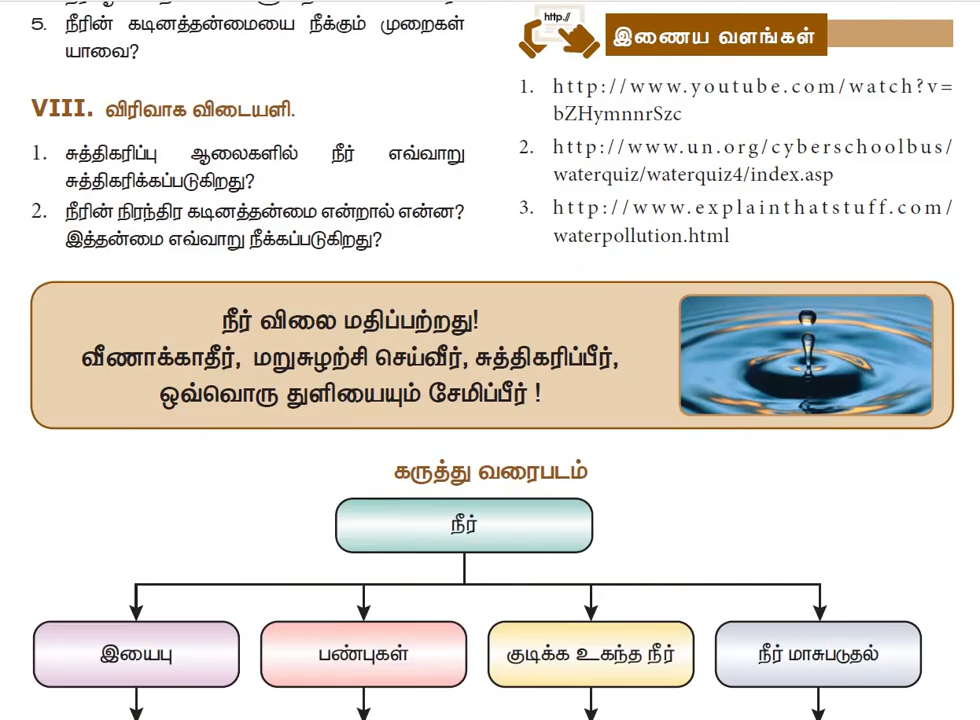 5. நீரின் கடினத்தன்மையை நீக்கும் முறைகள்
யாவை?
VIII. விரிவாக விடையளி.
1. சுத்திகரிப்பு ஆலைகளில் நீர் எவ்வாறு
சுத்திகரிக்கப்படுகிறது?
2. நீரின் நிரந்திர கடினத்தன்மை என்றால் என்ன?
இத்தன்மை எவ்வாறு நீக்கப்படுகிறது?
http://
இணைய வளங்கள்
1. http://www.youtube.com/watch?v=
bZHymnnrSzc
2. http://www.un.org/cyberschoolbus/
waterquiz/waterquiz4/index.asp
3. http://www.explainthatstuff.com/
waterpollution.html
நீர் விலை மதிப்பற்றது!
வீணாக்காதீர், மறுசுழற்சி செய்வீர், சுத்திகரிப்பீர்,
ஒவ்வொரு துளியையும் சேமிப்பீர் !
கருத்து வரைபடம்
நீர்
இயைபு
பண்புகள்
குடிக்க உகந்த நீர்
நீர் மாசுபடுதல்